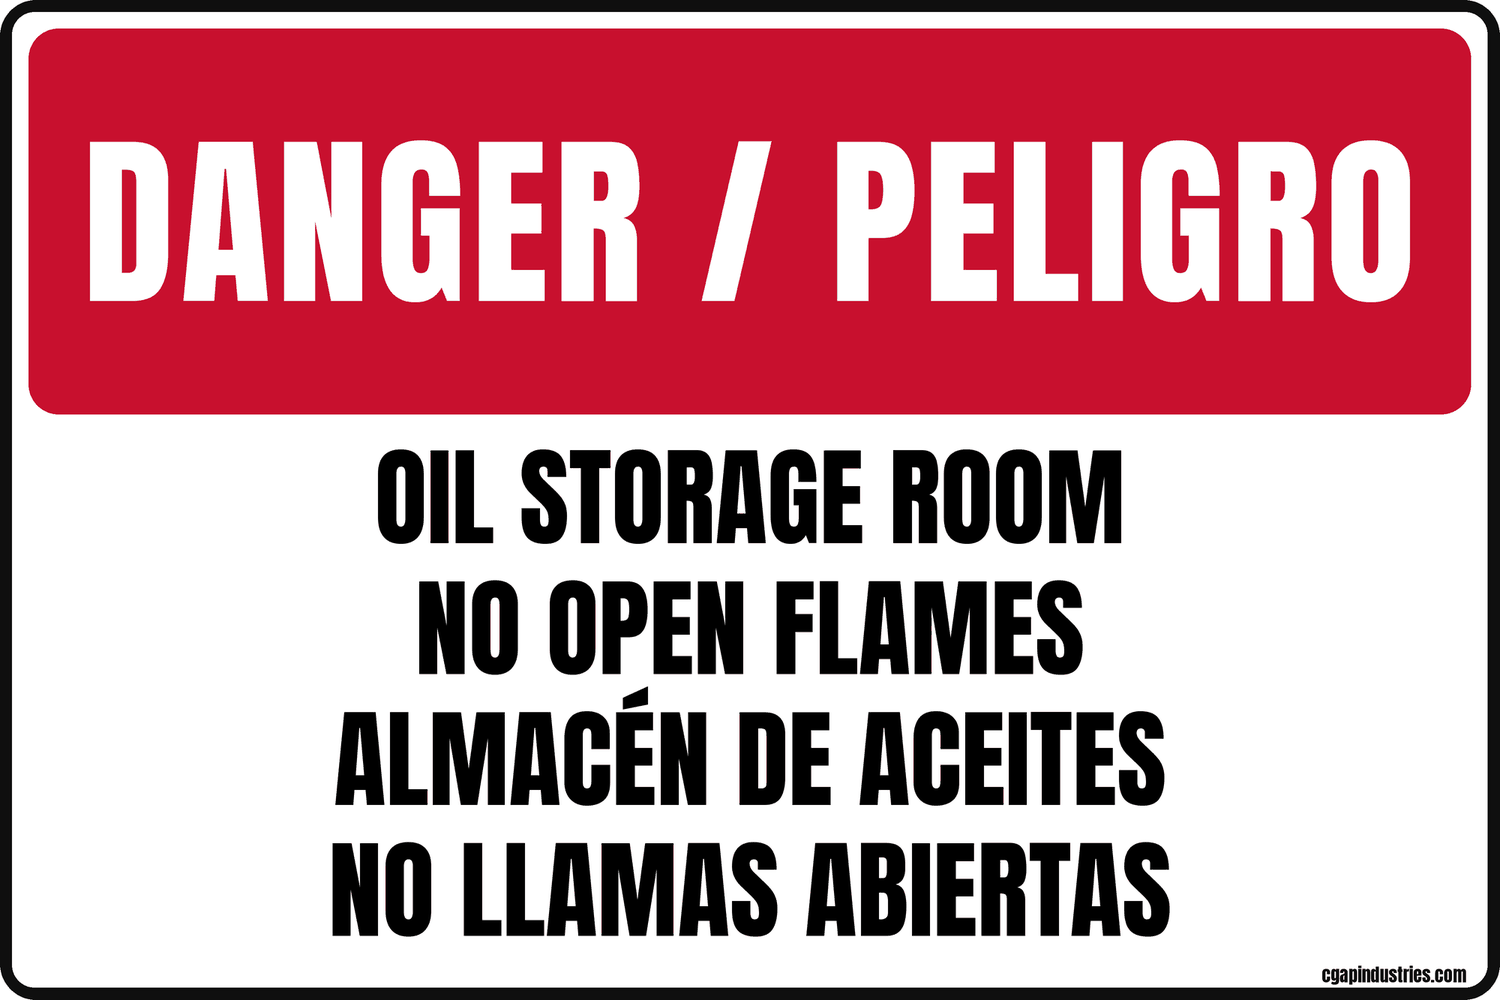 DANGER / PELIGRO
OIL STORAGE ROOM
NO OPEN FLAMES
ALMACÉN DE ACEITES
NO LLAMAS ABIERTAS
cgapindustries.com